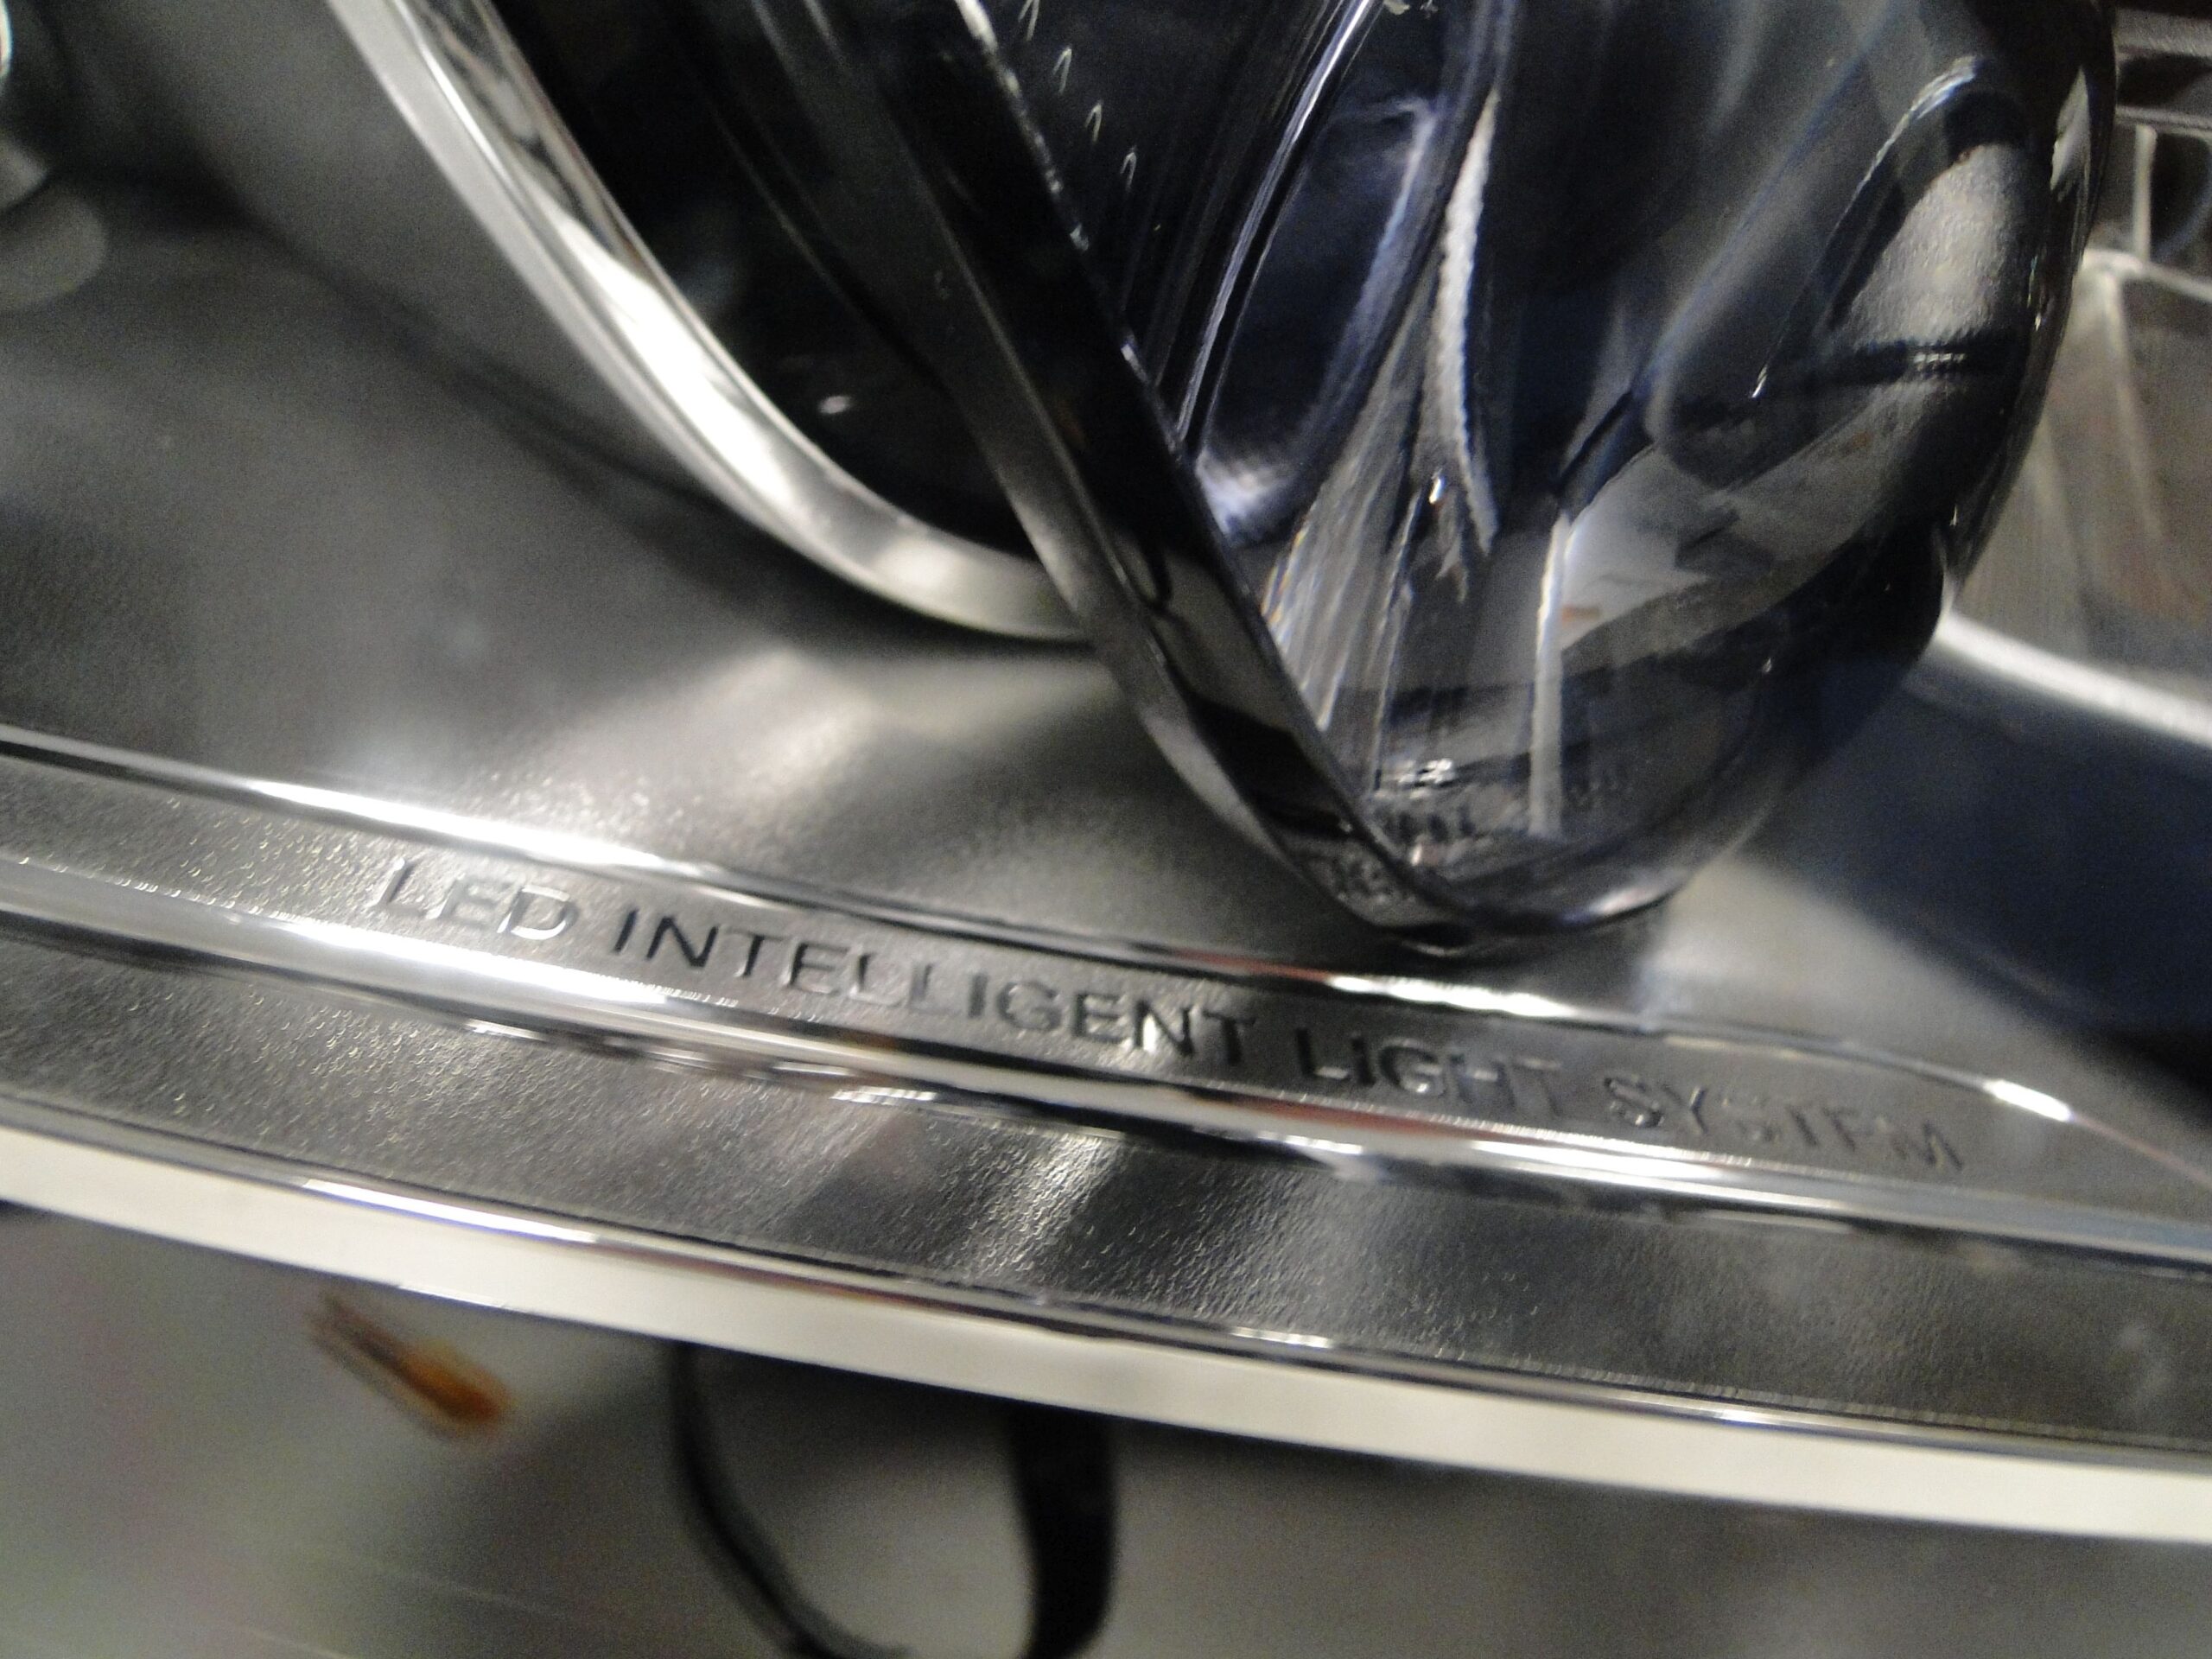 LED INTELLIGENT LIGHT SYSTEM